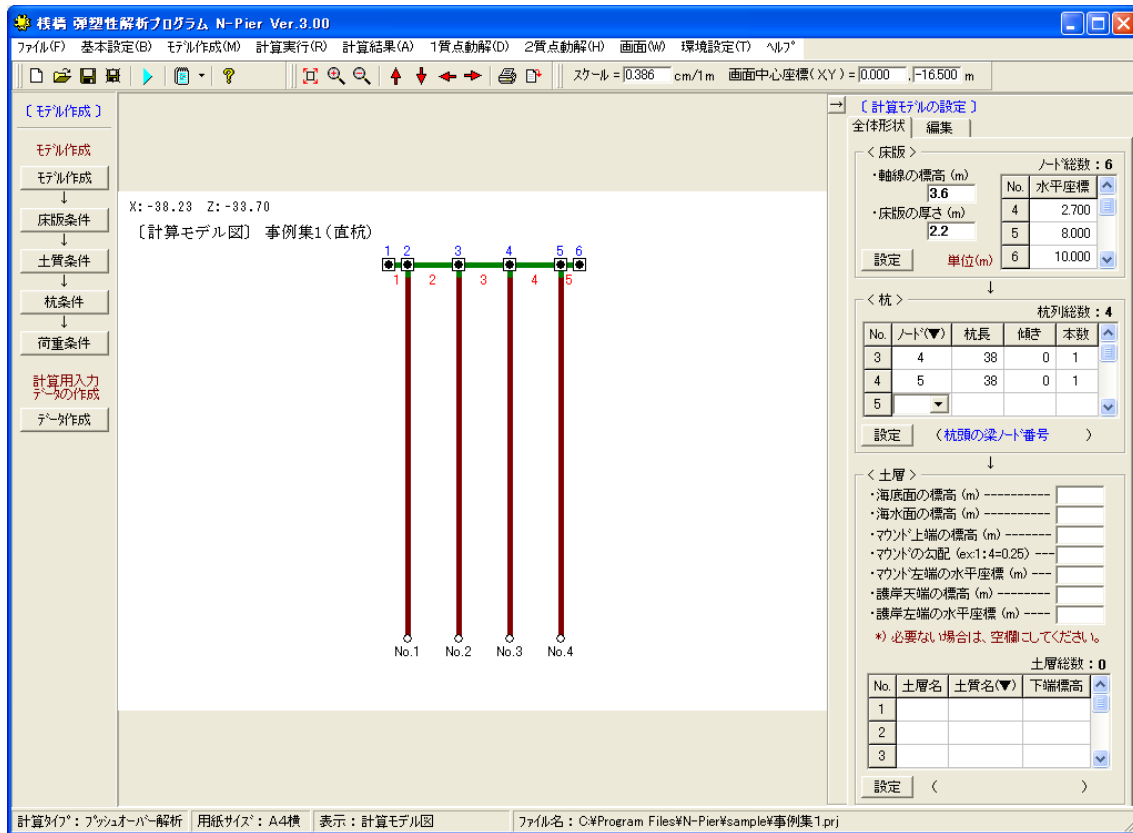 桟橋 弾塑性解析プログラム N-Pier Ver.3.00
ファイル(F) 基本設定(B) モデル作成(M) 計算実行(R) 計算結果(A) 1質点動解(D) 2質点動解(H) 画面(W) 環境設定(T) ヘルプ
スケール = 0.386 cm/1m 画面中心座標(X,Y) = 0.000 , -16.500 m
〔 モデル作成 〕
モデル作成
モデル作成
↓
床版条件
↓
土質条件
↓
杭条件
↓
荷重条件
計算用入力
データの作成
データ作成
X:-38.23 Z:-33.70
〔計算モデル図〕 事例集1(直杭)
1 2 3 4 5 6
1 2 3 4 5
No.1 No.2 No.3 No.4
→
〔 計算モデルの設定 〕
全体形状 編集
< 床版 >
ノード総数 : 6
・軸線の標高 (m)
3.6
・床版の厚さ (m)
2.2
設定 単位(m)
No. 水平座標
4 2.700
5 8.000
6 10.000
↓
< 杭 >
杭列総数 : 4
No. ノード(▼) 杭長 傾き 本数
3 4 38 0 1
4 5 38 0 1
5
設定 (杭頭の梁ノード番号 )
↓
< 土層 >
・海底面の標高 (m) ----------
・海水面の標高 (m) ----------
・マウンド上端の標高 (m) -------
・マウンドの勾配 (ex:1:4=0.25) ---
・マウンド左端の水平座標 (m) ---
・護岸天端の標高 (m) --------
・護岸左端の水平座標 (m) ----
*) 必要ない場合は、空欄にしてください。
土層総数 : 0
No. 土層名 土質名(▼) 下端標高
1
2
3
設定 ( )
計算タイプ : プッシュオーバー解析 用紙サイズ : A4横 表示 : 計算モデル図 ファイル名 : C:¥Program Files¥N-Pier¥sample¥事例集1.prj